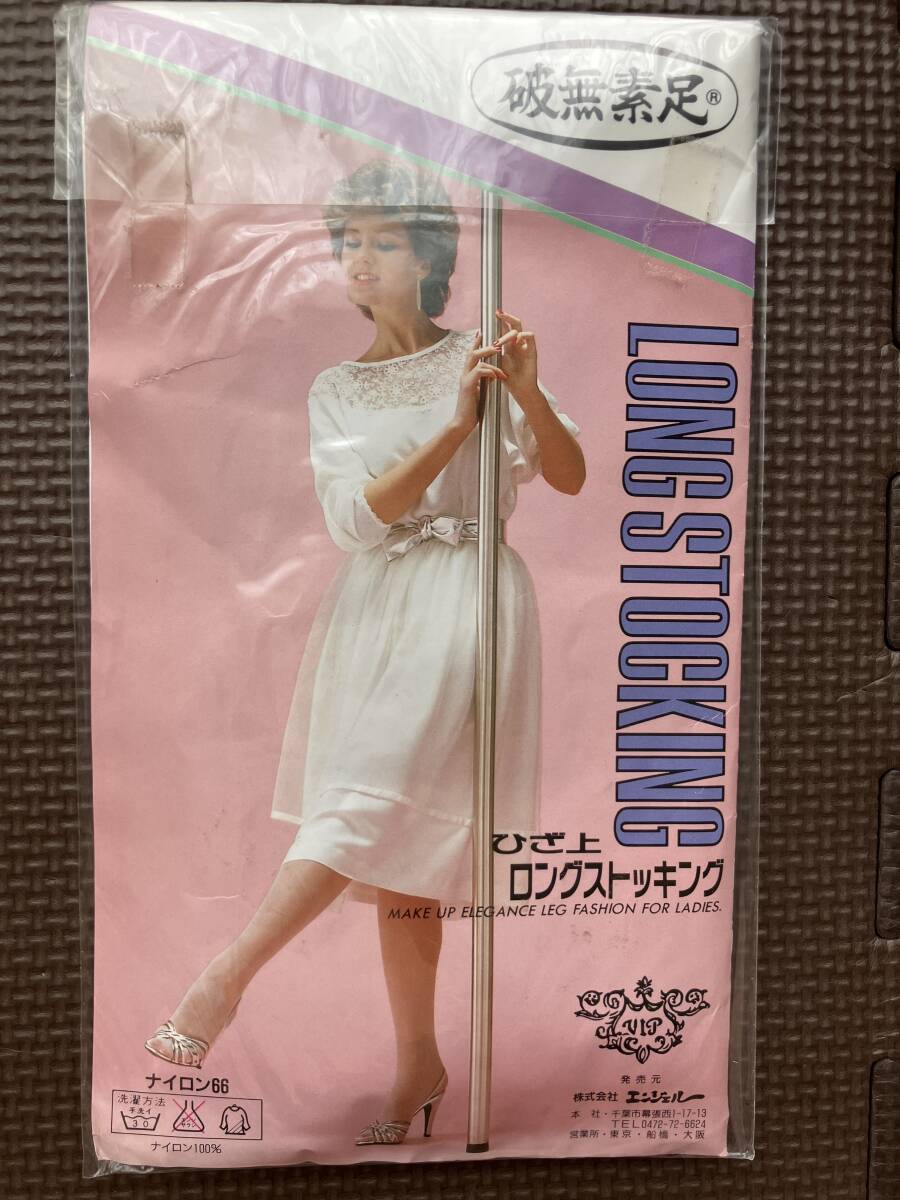 破無素足®
LONG STOCKING
ひざ上
ロングストッキング
MAKE UP ELEGANCE LEG FASHION FOR LADIES.
VIP
発売元
株式会社 エンジェル
本社・千葉市幕張西1-17-13
TEL0472-72-6624
営業所・東京・船橋・大阪
ナイロン66
洗濯方法
手洗イ
30
ナイロン100%